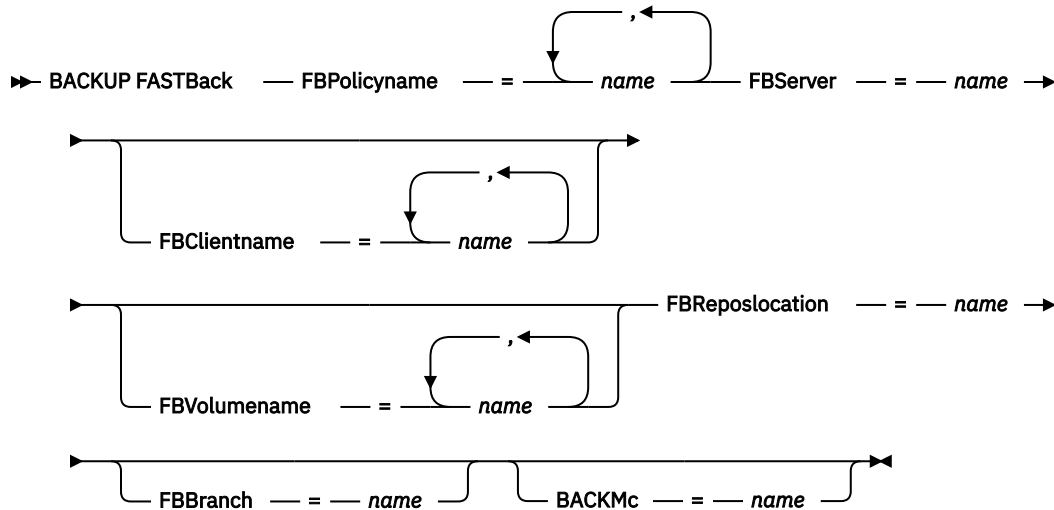 ,
BACKUP FASTBack FBPolicyname = name FBServer = name
,
FBClientname = name
FBReposlocation = name
,
FBVolumename = name
FBBranch = name BACKMc = name